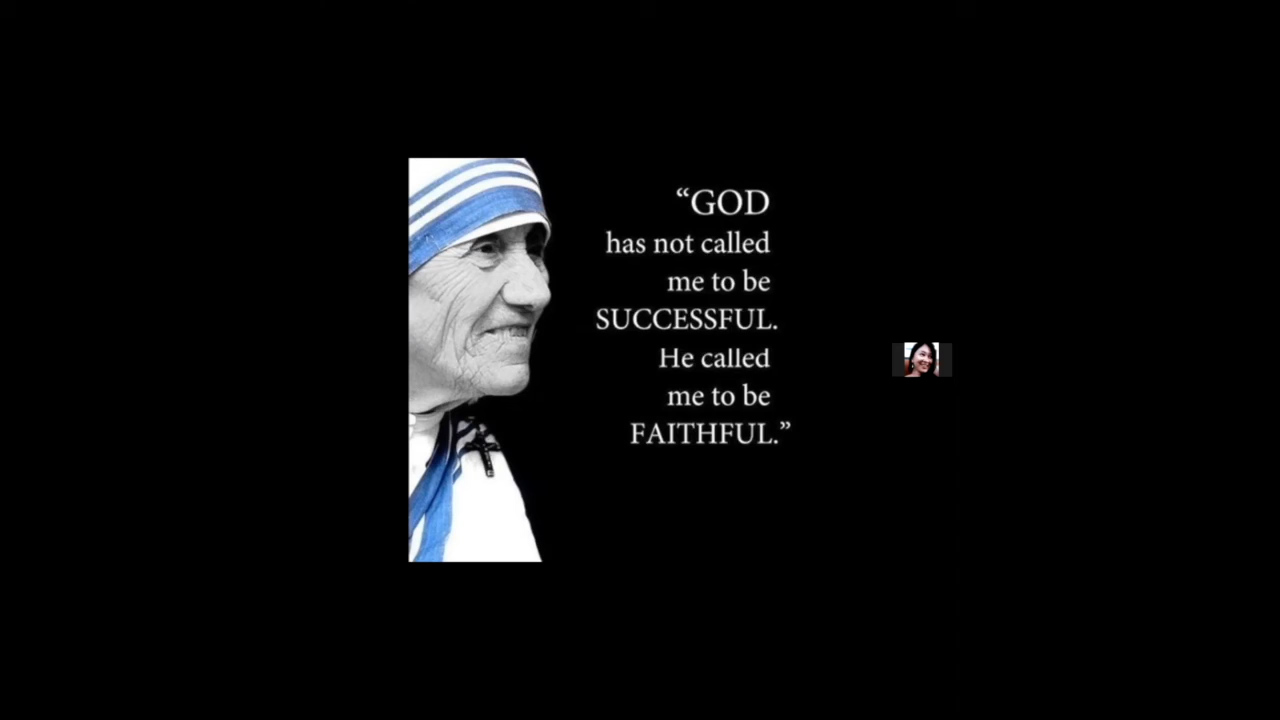 “GOD
has not called
me to be
SUCCESSFUL.
He called
me to be
FAITHFUL.”